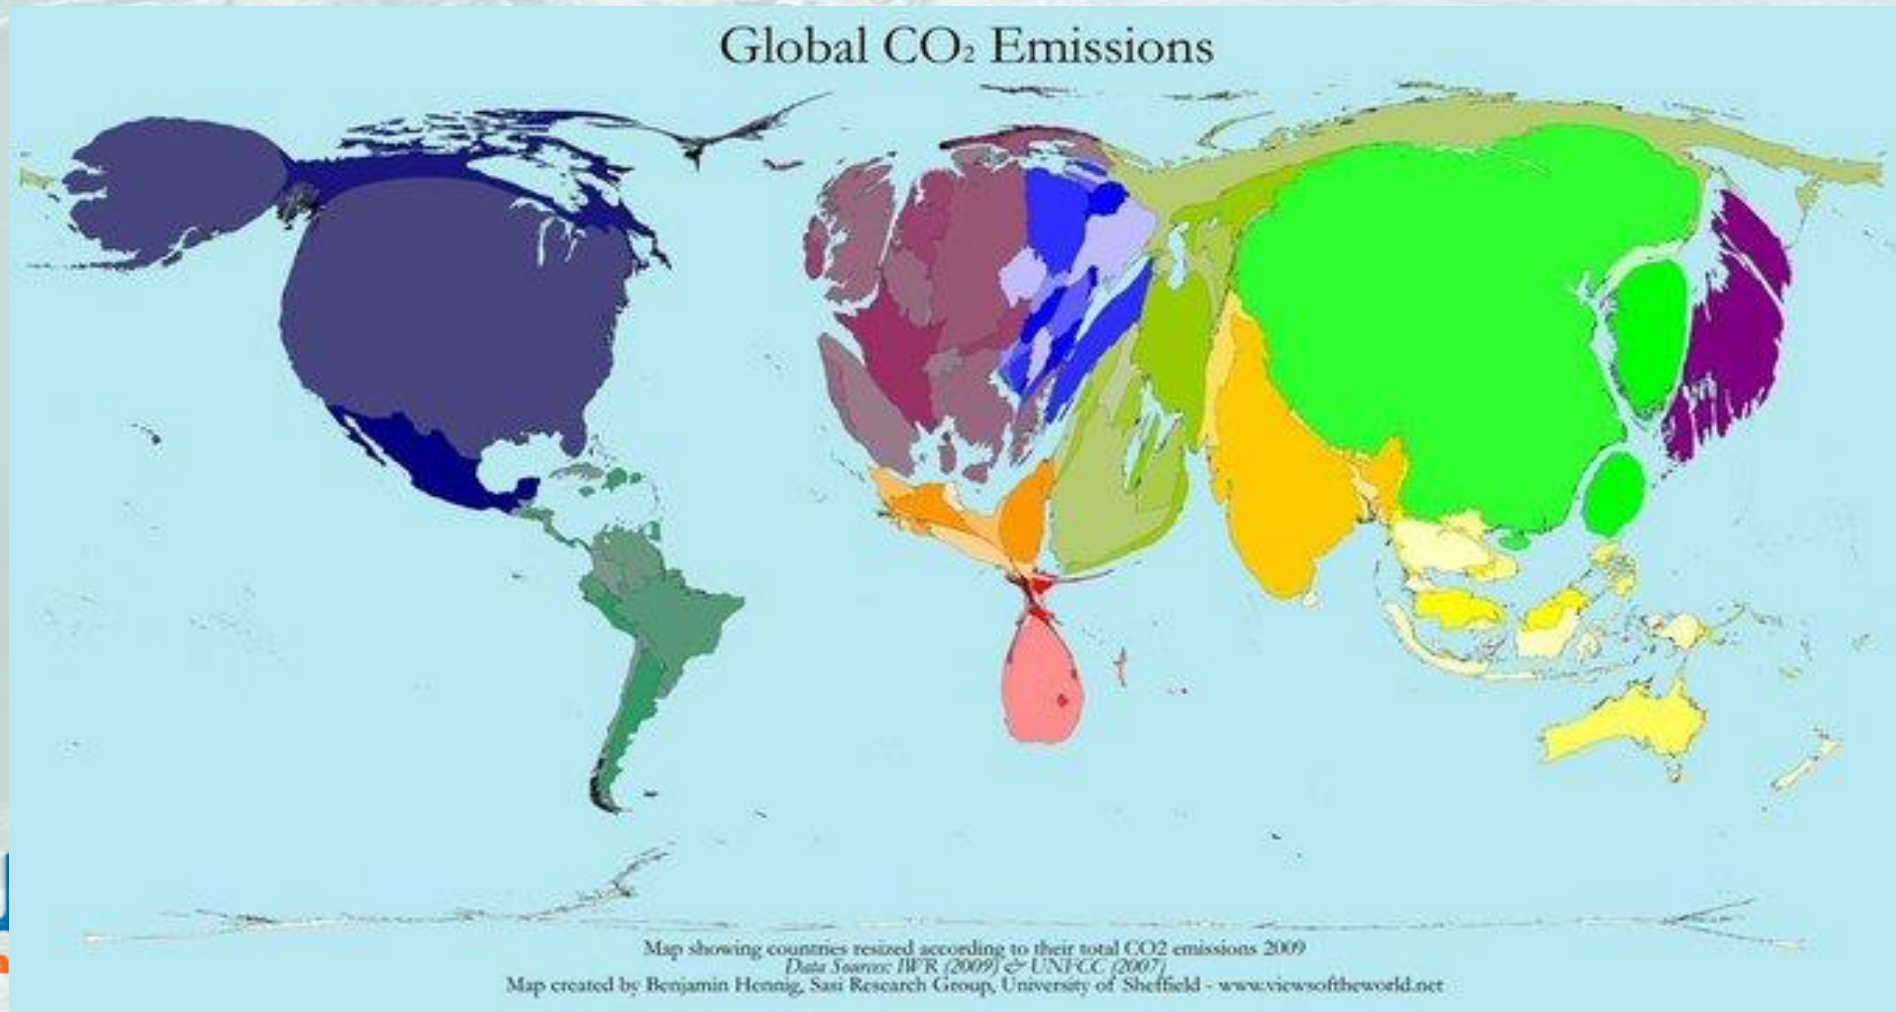 Global CO₂ Emissions
Map showing countries resized according to their total CO2 emissions 2009
Data Sources: IWR (2009) & UNFCC (2007)
Map created by Benjamin Hennig, Sasi Research Group, University of Sheffield - www.viewsoftheworld.net